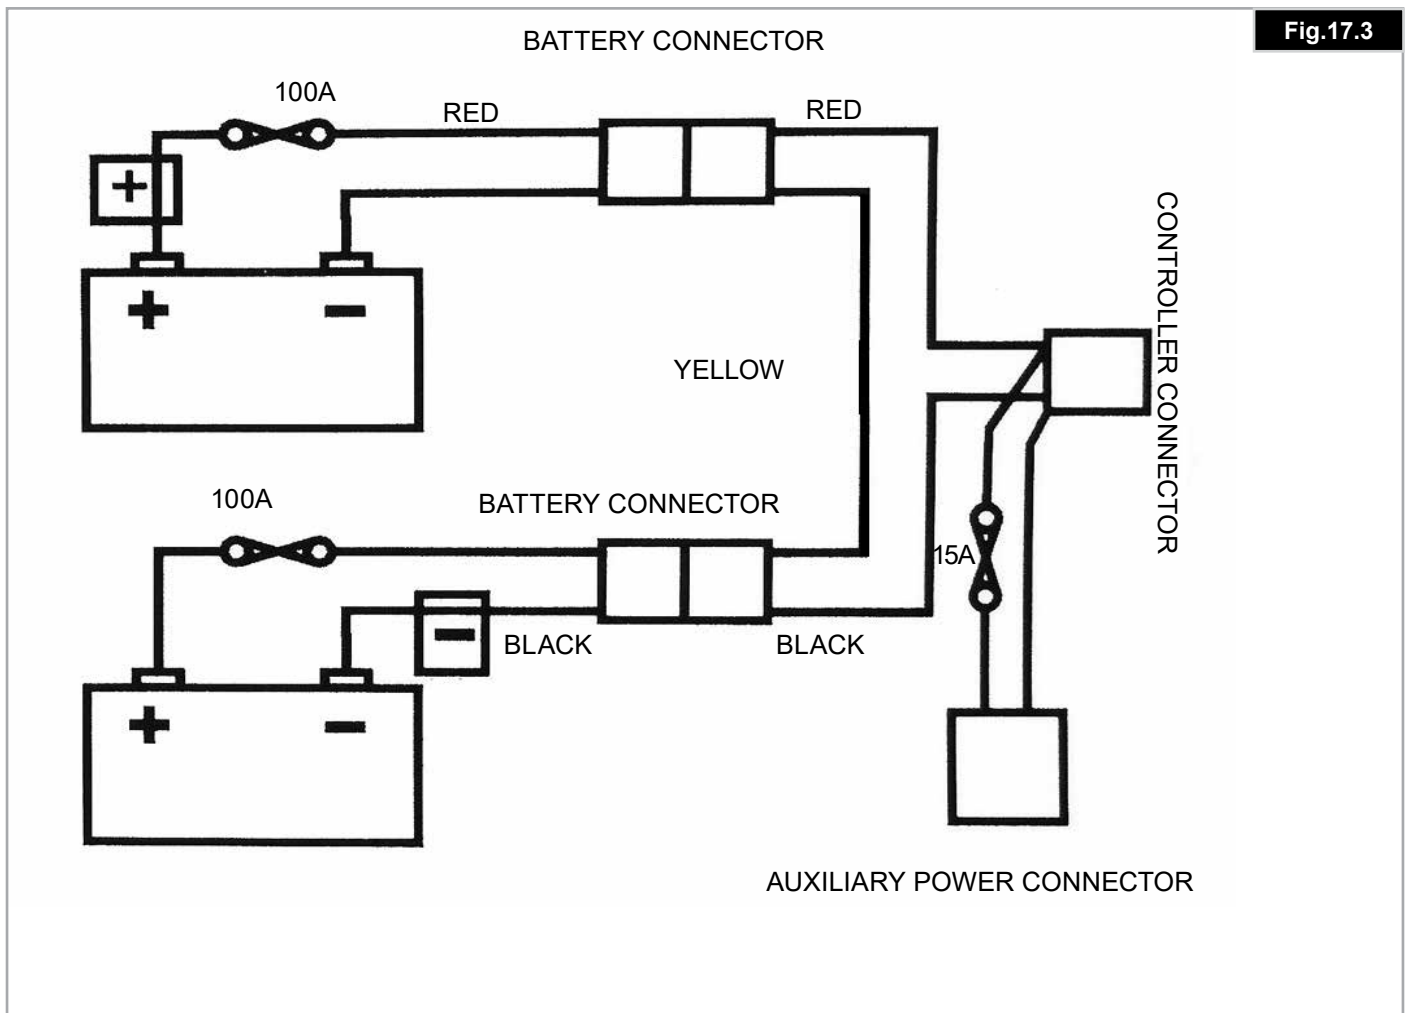 Fig.17.3
BATTERY CONNECTOR
100A
RED
RED
+
+
-
CONTROLLER CONNECTOR
YELLOW
100A
BATTERY CONNECTOR
15A
-
BLACK
BLACK
+
-
AUXILIARY POWER CONNECTOR